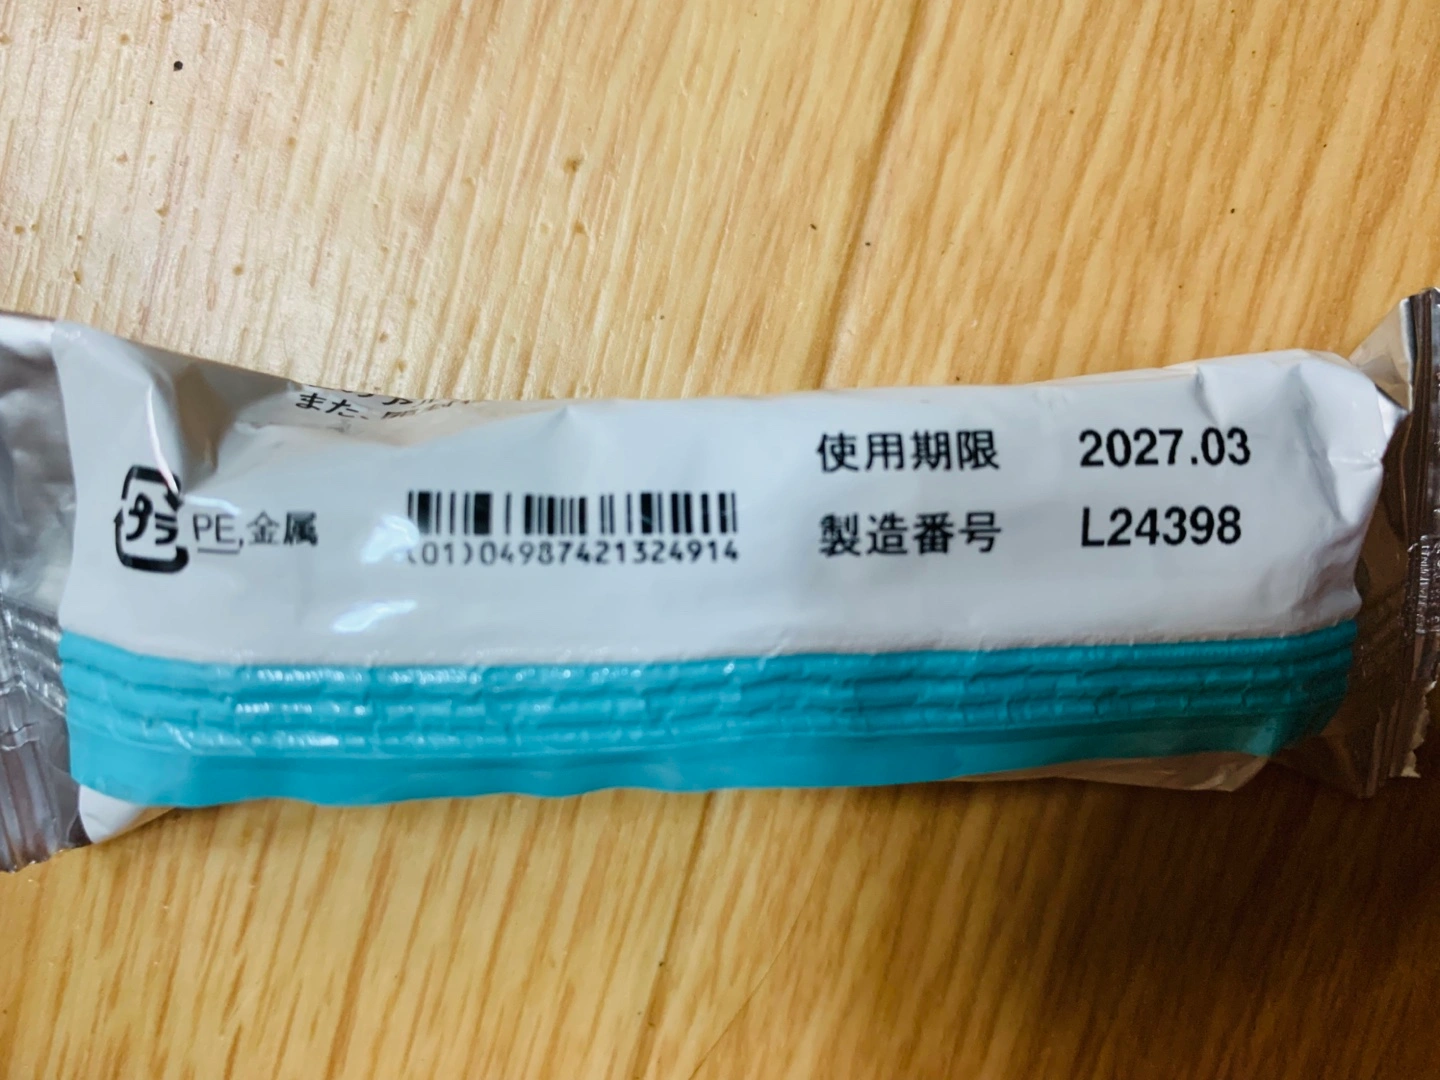 また、
プラ PE,金属
(01)04987421324914
使用期限 2027.03
製造番号 L24398